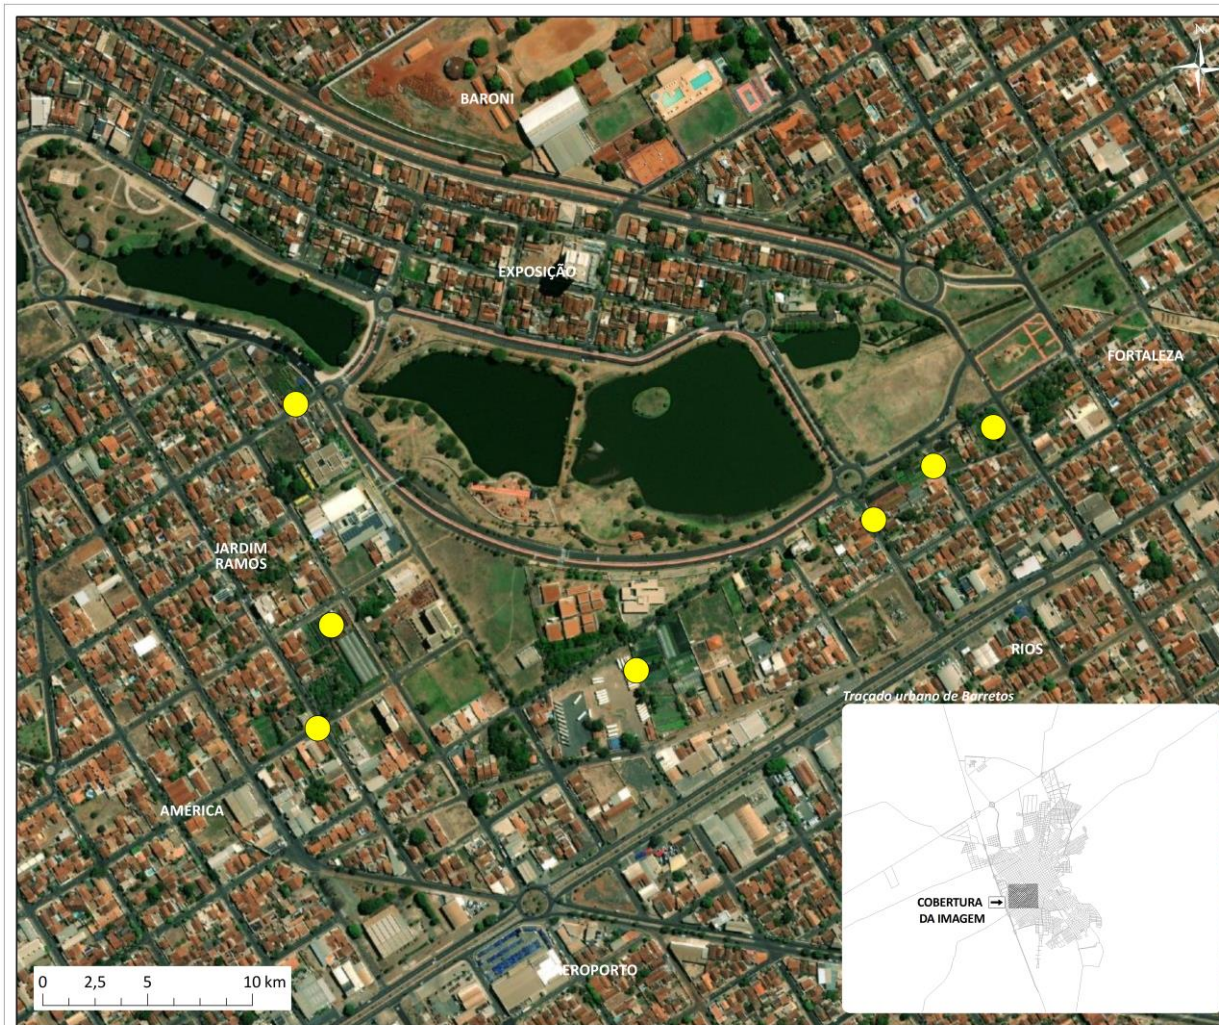 N
BARONI
EXPOSIÇÃO
FORTALEZA
JARDIM
RAMOS
RIOS
Traçado urbano de Barretos
AMÉRICA
COBERTURA
DA IMAGEM
AEROPORTO
0 2,5 5 10 km